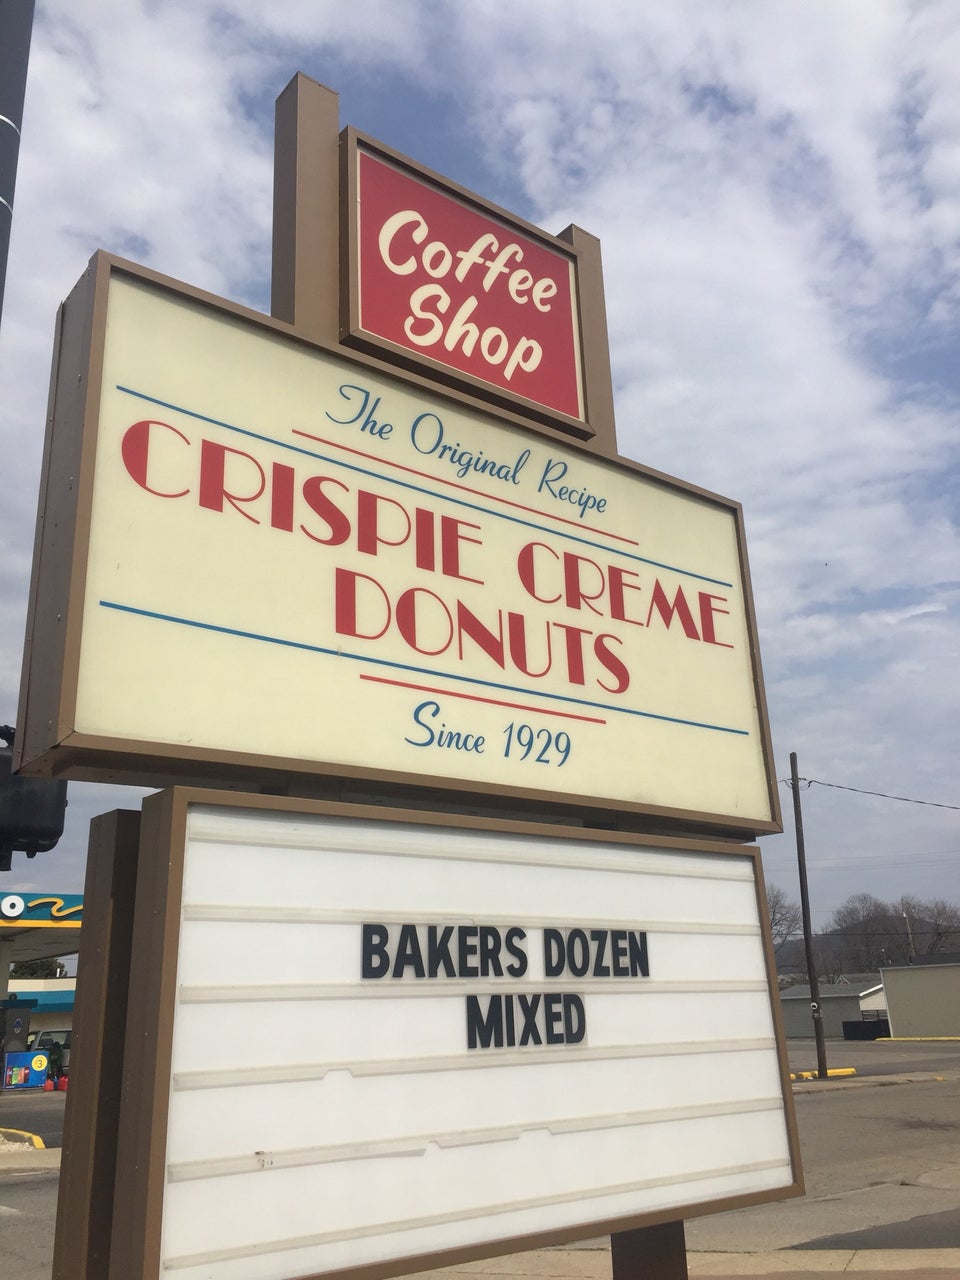 Coffee
Shop
The Original Recipe
CRISPIE CREME
DONUTS
Since 1929
BAKERS DOZEN
MIXED